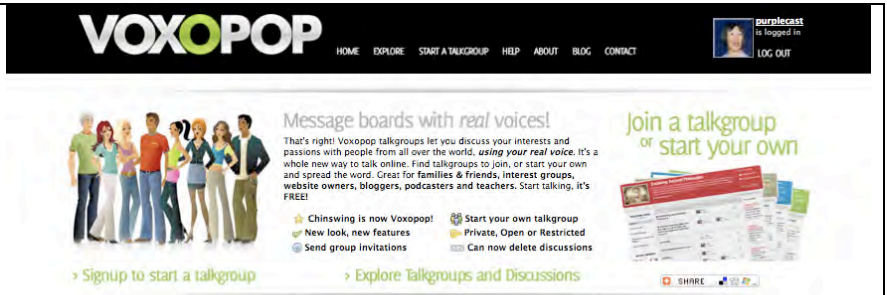 VOXOPOP
HOME EXPLORE START A TALKGROUP HELP ABOUT BLOG CONTACT
purplecast
is logged in
LOG OUT
Message boards with real voices!
That's right! Voxopop talkgroups let you discuss your interests and
passions with people from all over the world, using your real voice. It's a
whole new way to talk online. Find talkgroups to join, or start your own
and spread the word. Great for families & friends, interest groups,
website owners, bloggers, podcasters and teachers. Start talking, it's
FREE!
Chinswing is now Voxopop!
New look, new features
Send group invitations
Start your own talkgroup
Private, Open or Restricted
Can now delete discussions
Join a talkgroup
or start your own
› Signup to start a talkgroup
› Explore Talkgroups and Discussions
SHARE